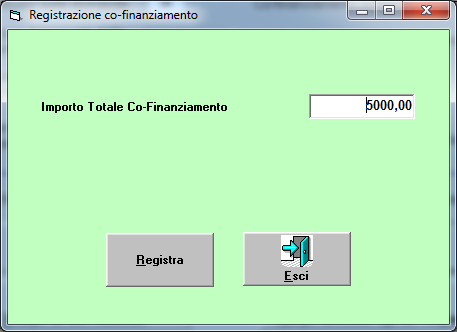 Registrazione co-finanziamento
Importo Totale Co-Finanziamento 5000,00
Registra
Esci